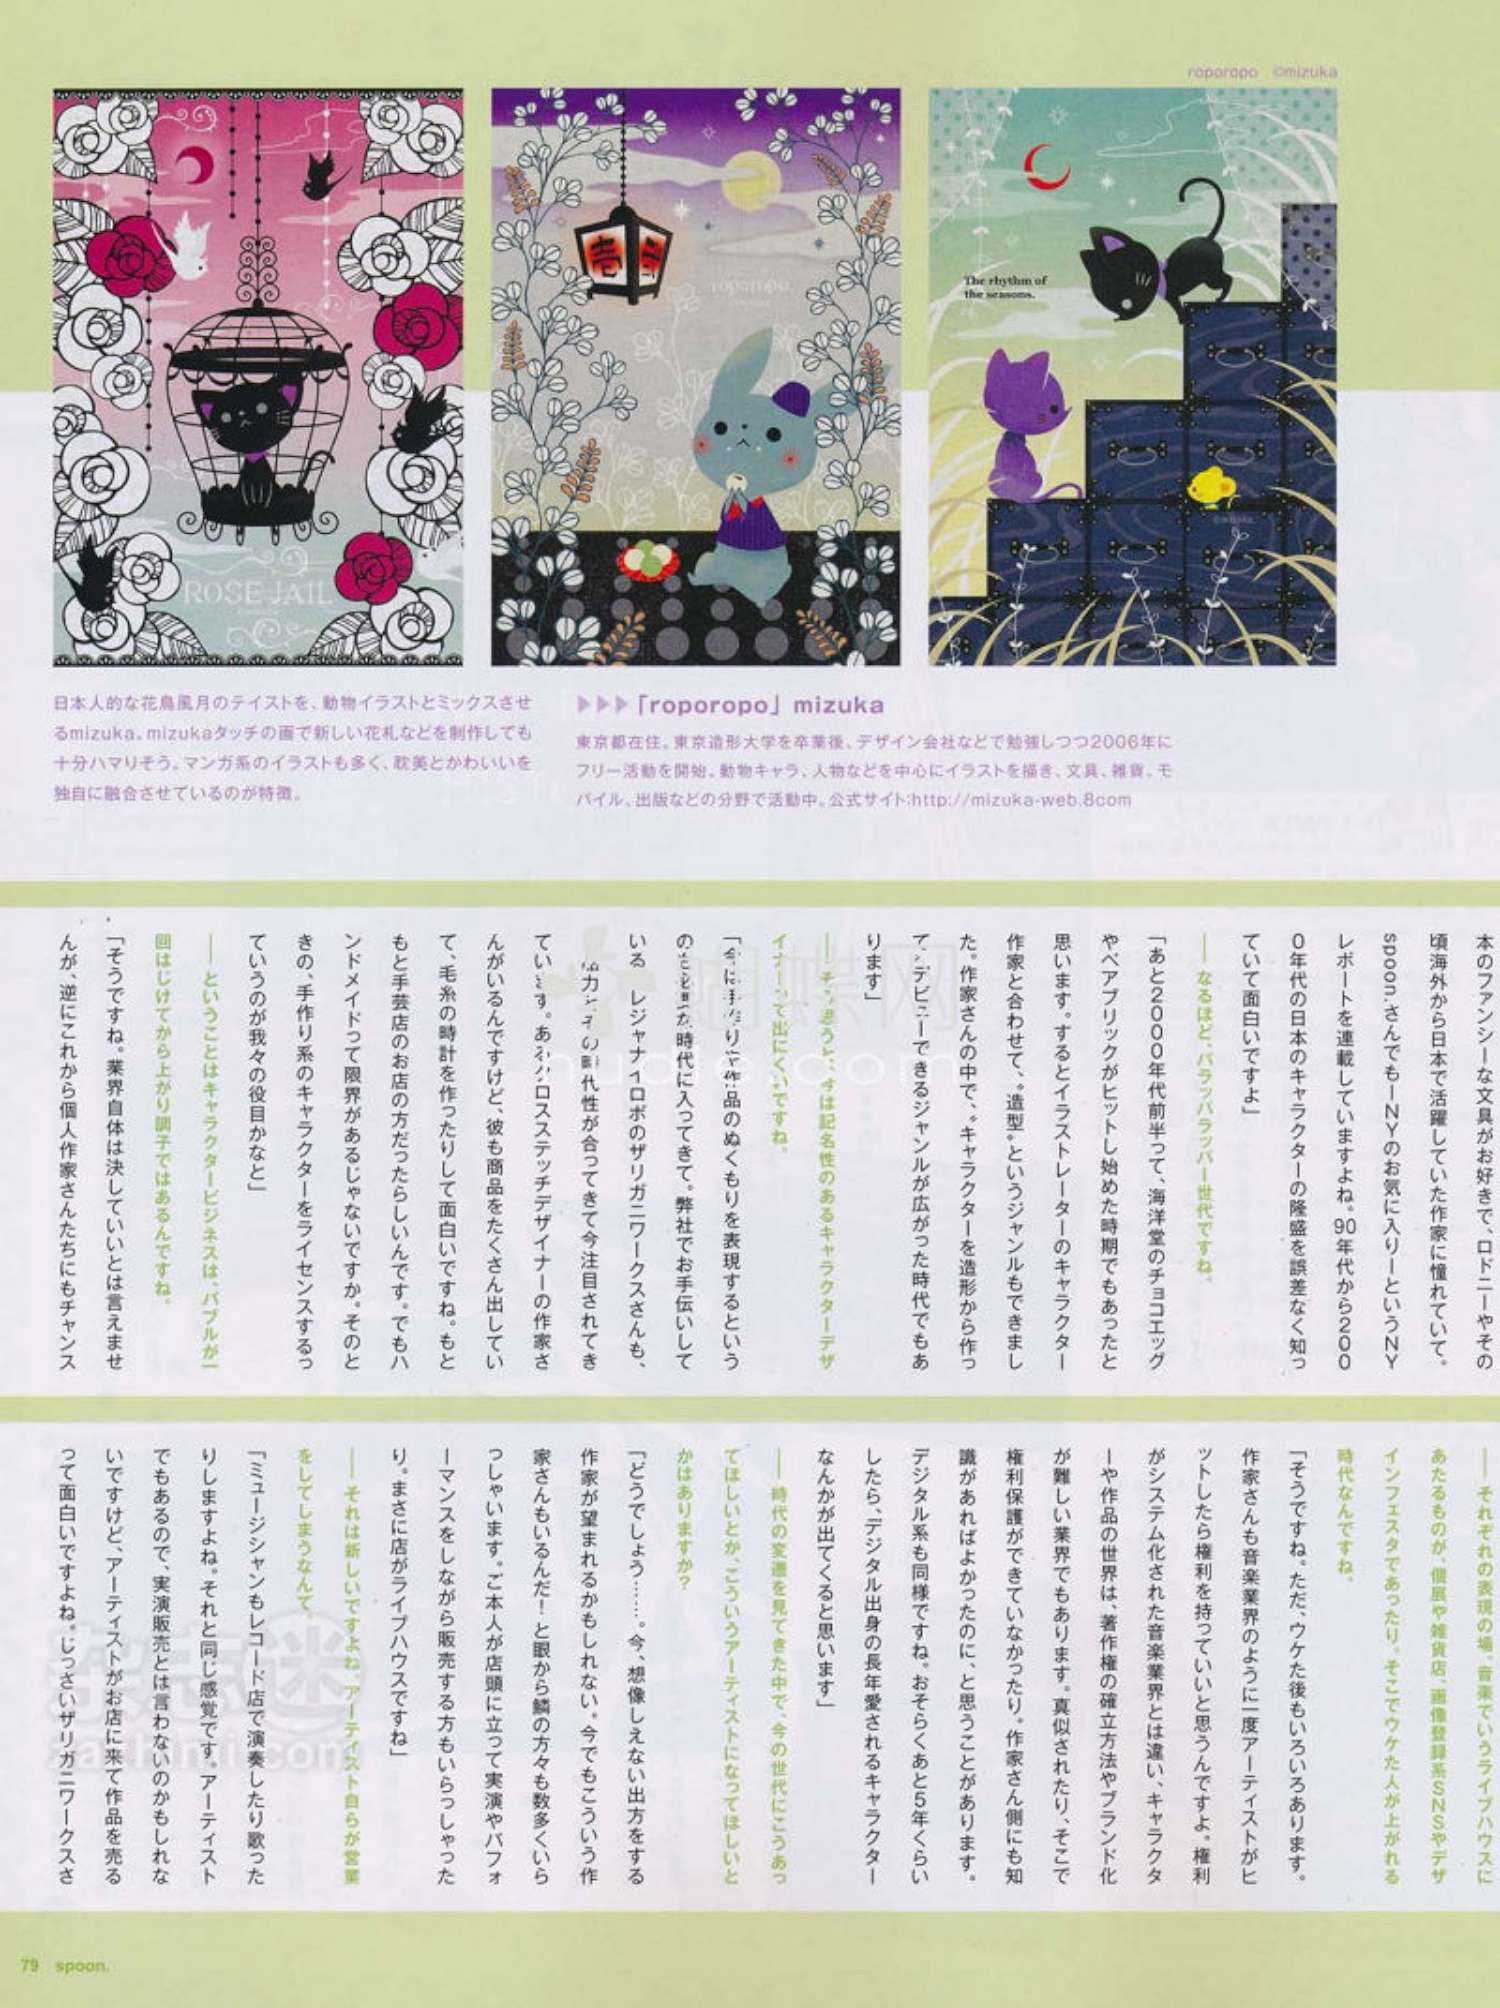 roporopo ©mizuka
ROSE JAIL
壱
roporopo
The rhythm of
the seasons.
日本人的な花鳥風月のテイストを、動物イラストとミックスさせ
るmizuka。mizukaタッチの画で新しい花札などを制作しても
十分ハマりそう。マンガ系のイラストも多く、耽美とかわいいを
独自に融合させているのが特徴。
▶▶▶「roporopo」mizuka
東京都在住。東京造形大学を卒業後、デザイン会社などで勉強しつつ2006年に
フリー活動を開始。動物キャラ、人物などを中心にイラストを描き、文具、雑貨、モ
バイル、出版などの分野で活動中。公式サイト:http://mizuka-web.8com
本のファンシーな文具がお好きで、ロドニーやその
頃海外から日本で活躍していた作家に憧れていて。
spoon.さんでもーNYのお気に入りーというNY
レポートを連載していますよね。90年代から200
0年代の日本のキャラクターの隆盛を誤差なく知っ
ていて面白いですよ」
――なるほど、パラッパラッパー世代ですね。
「あと2000年代前半って、海洋堂のチョコエッグ
やベアブリックがヒットし始めた時期でもあったと
思います。するとイラストレーターのキャラクター
作家と合わせて、“造型”というジャンルもできまし
た。作家さんの中で、“キャラクターを造形から作っ
て”デビューできるジャンルが広がった時代でもあ
ります」
――そう思うと、今は記名性のあるキャラクターデザ
イナーって出にくいですね。
「今は手作りや作品のぬくもりを表現するという
のを 時代に入ってきて。弊社でお手伝いして
いる レジャナイロボのザリガニワークスさんも、
力とその時代性が合ってきて今注目されてき
ています。あるクロスステッチデザイナーの作家さ
んがいるんですけど、彼も商品をたくさん出してい
て、毛糸の時計を作ったりして面白いですね。もと
もと手芸店のお店の方だったらしいんです。でもハ
ンドメイドって限界があるじゃないですか。そのと
きの、手作り系のキャラクターをライセンスするっ
ていうのが我々の役目かなと」
――ということはキャラクタービジネスは、バブルが一
回はじけてから上がり調子ではあるんですね。
「そうですね。業界自体は決していいとは言えませ
んが、逆にこれから個人作家さんたちにもチャンス
――それぞれの表現の場、音楽でいうライブハウスに
あたるものが、個展や雑貨店、画像登録系SNSやデザ
インフェスタであったり、そこでウケた人が上がれる
時代なんですね。
「そうですね。ただ、ウケた後もいろいろあります。
作家さんも音楽業界のように一度アーティストがヒ
ットしたら権利を持っていいと思うんですよ。権利
がシステム化された音楽業界とは違い、キャラクタ
ーや作品の世界は、著作権の確立方法やブランド化
が難しい業界でもあります。真似されたり、そこで
権利保護ができていなかったり。作家さん側にも知
識があればよかったのに、と思うことがあります。
デジタル系も同様ですね。おそらくあと5年くらい
したら、デジタル出身の長年愛されるキャラクター
なんかが出てくると思います」
――時代の変遷を見てきた中で、今の世代にこうあっ
てほしいとか、こういうアーティストになってほしいと
かはありますか?
「どうでしょう……。今、想像しえない出方をする
作家が望まれるかもしれない。今でもこういう作
家さんもいるんだ!と眼から鱗の方々も数多くいら
っしゃいます。ご本人が店頭に立って実演やパフォ
ーマンスをしながら販売する方もいらっしゃった
り。まさに店がライブハウスですね」
――それは新しいですよね、アーティスト自らが営業
をしてしまうなんて。
「ミュージシャンもレコード店で演奏したり歌った
りしますよね。それと同じ感覚です。アーティスト
でもあるので、実演販売とは言わないのかもしれな
いですけど、アーティストがお店に来て作品を売る
って面白いですよね。じっさいザリガニワークスさ
79 spoon.